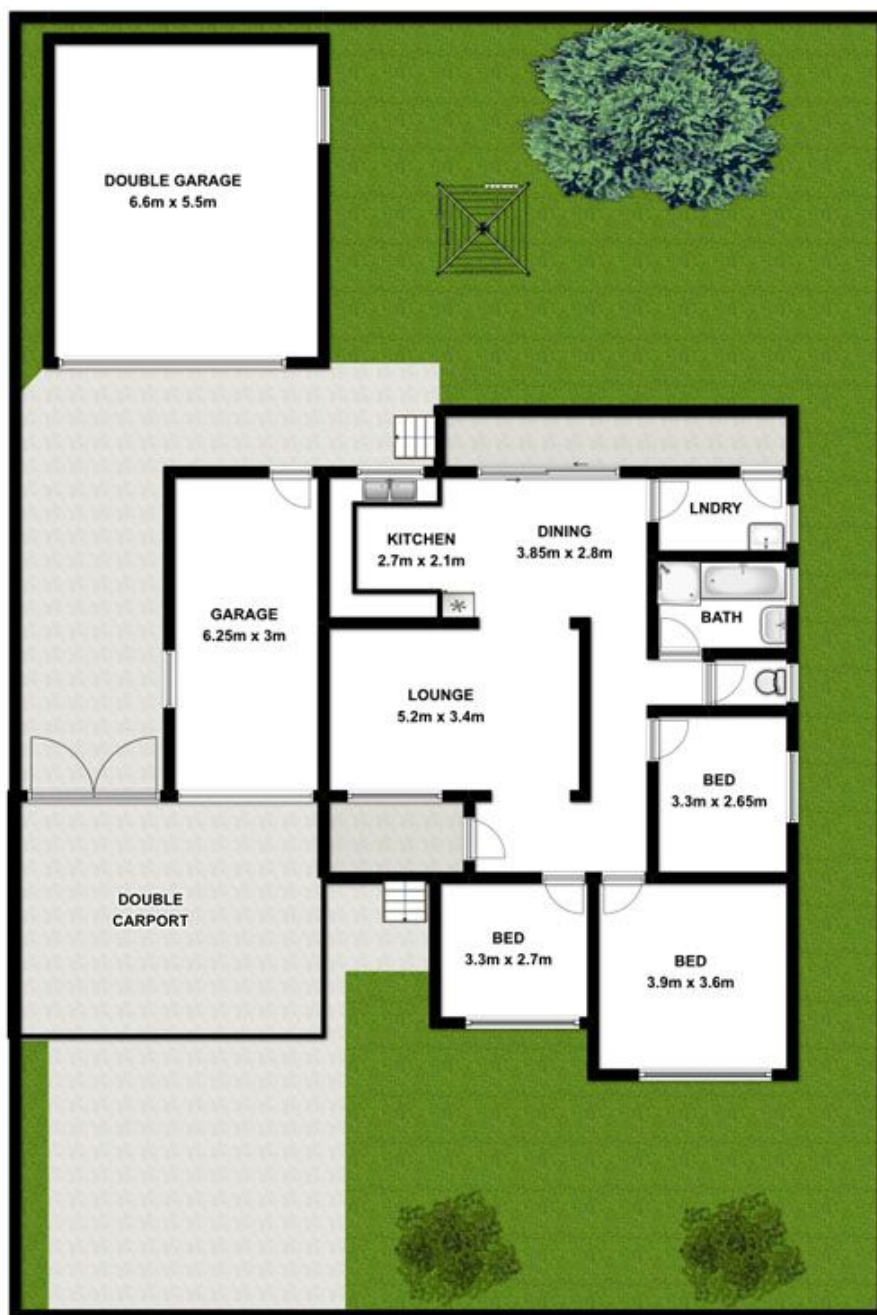 DOUBLE GARAGE
6.6m x 5.5m
LNDRY
KITCHEN
2.7m x 2.1m
DINING
3.85m x 2.8m
BATH
GARAGE
6.25m x 3m
LOUNGE
5.2m x 3.4m
BED
3.3m x 2.65m
DOUBLE
CARPORT
BED
3.3m x 2.7m
BED
3.9m x 3.6m